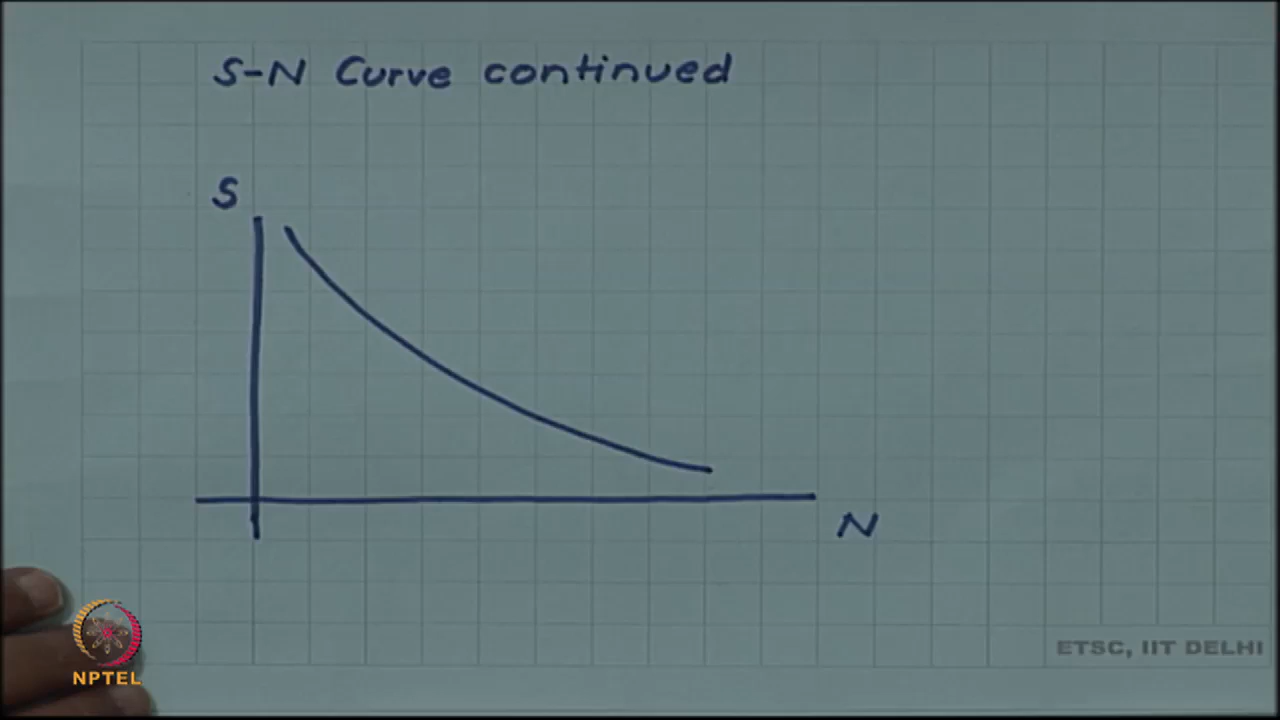 S-N Curve continued
S
N
NPTEL
ETSC, IIT DELHI